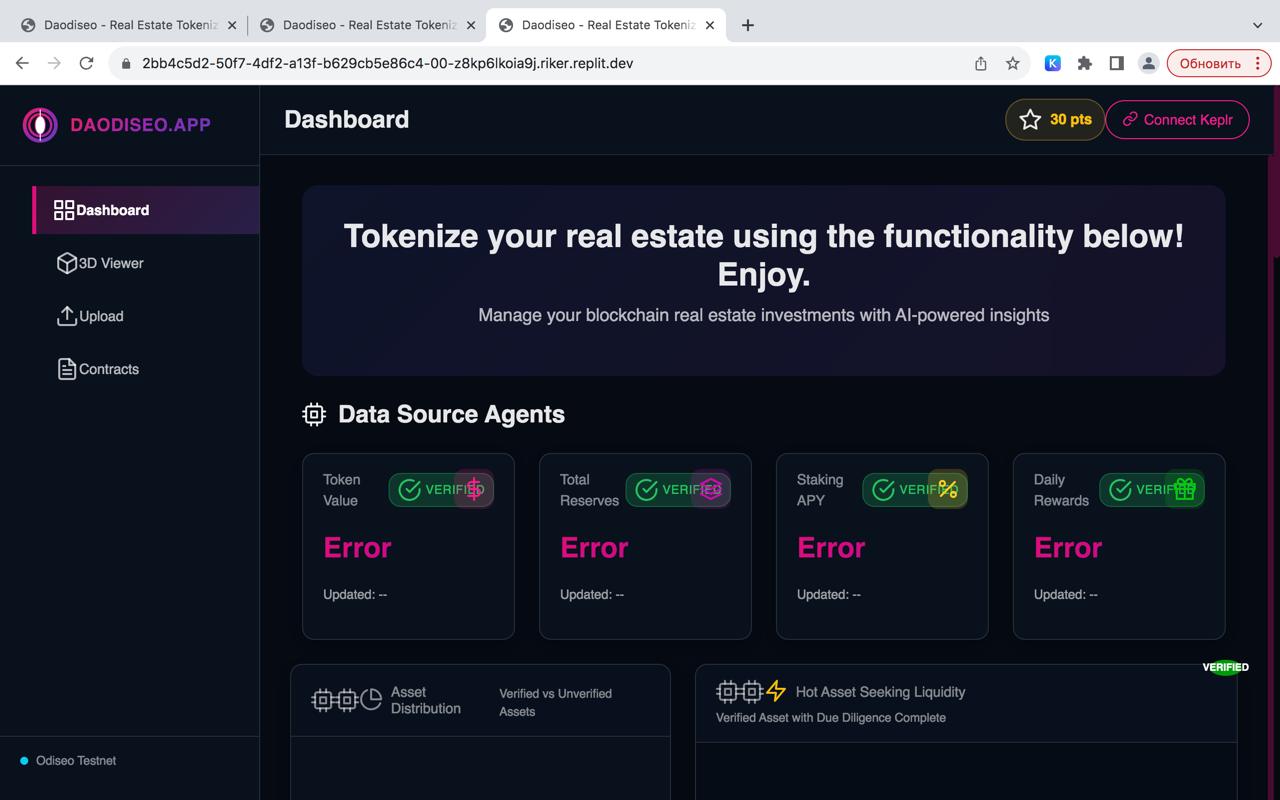 Daodiseo - Real Estate Tokeniz
Daodiseo - Real Estate Tokeniz
Daodiseo - Real Estate Tokeniz
2bb4c5d2-50f7-4df2-a13f-b629cb5e86c4-00-z8kp6lkoia9j.riker.replit.dev
Обновить
DAODISEO.APP
Dashboard
30 pts
Connect Keplr
Dashboard
3D Viewer
Upload
Contracts
Odiseo Testnet
Tokenize your real estate using the functionality below!
Enjoy.
Manage your blockchain real estate investments with AI-powered insights
Data Source Agents
Token
Value
VERIFIED
Error
Updated: --
Total
Reserves
VERIFIED
Error
Updated: --
Staking
APY
VERIFIED
Error
Updated: --
Daily
Rewards
VERIFIED
Error
Updated: --
Asset
Distribution
Verified vs Unverified
Assets
Hot Asset Seeking Liquidity
Verified Asset with Due Diligence Complete
VERIFIED